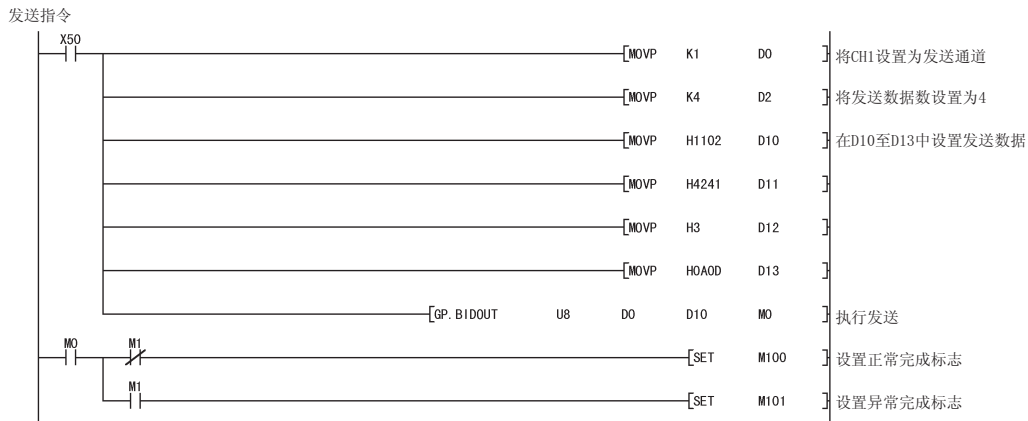 发送指令
X50
MOVP K1 D0 将CH1设置为发送通道
MOVP K4 D2 将发送数据数设置为4
MOVP H1102 D10 在D10至D13中设置发送数据
MOVP H4241 D11
MOVP H3 D12
MOVP H0A0D D13
GP.BIDOUT U8 D0 D10 M0 执行发送
M0 M1 SET M100 设置正常完成标志
M1 SET M101 设置异常完成标志